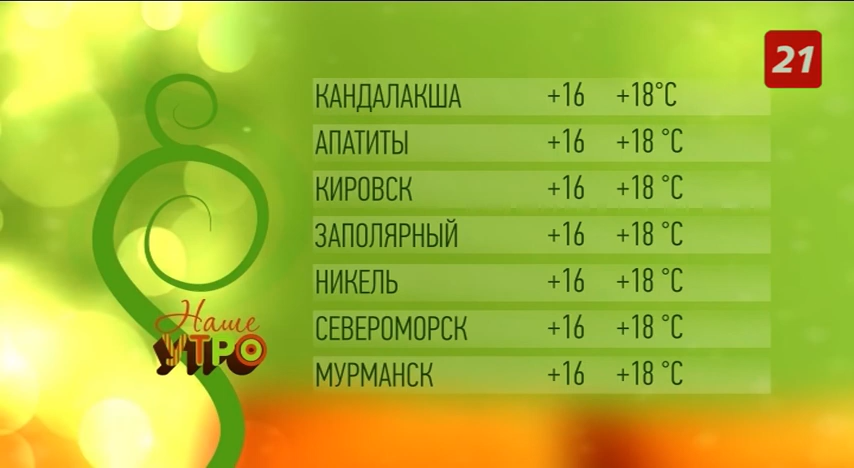 21
КАНДАЛАКША +16 +18°C
АПАТИТЫ +16 +18 °C
КИРОВСК +16 +18 °C
ЗАПОЛЯРНЫЙ +16 +18 °C
НИКЕЛЬ +16 +18 °C
СЕВЕРОМОРСК +16 +18 °C
МУРМАНСК +16 +18 °C
Наше
УТРО